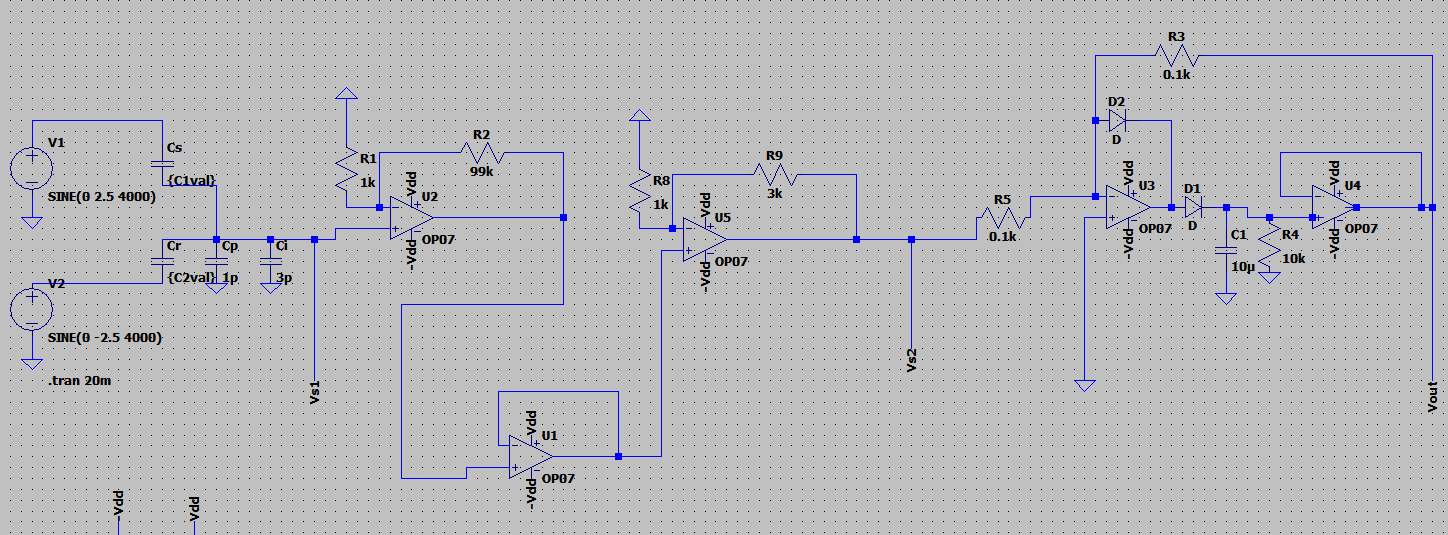 R3
0.1k
D2
D
V1
Cs
{C1val}
SINE(0 2.5 4000)
R1
1k
R2
99k
Vdd
U2
OP07
-Vdd
R8
1k
R9
3k
Vdd
U5
OP07
-Vdd
R5
0.1k
Vdd
U3
OP07
-Vdd
D1
D
C1
10µ
R4
10k
Vdd
U4
OP07
-Vdd
Cr
{C2val}
Cp
1p
Ci
3p
V2
SINE(0 -2.5 4000)
.tran 20m
Vs1
Vs2
Vout
Vdd
U1
OP07
-Vdd
-Vdd
Vdd